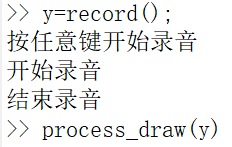 >> y=record();
按任意键开始录音
开始录音
结束录音
>> process_draw(y)